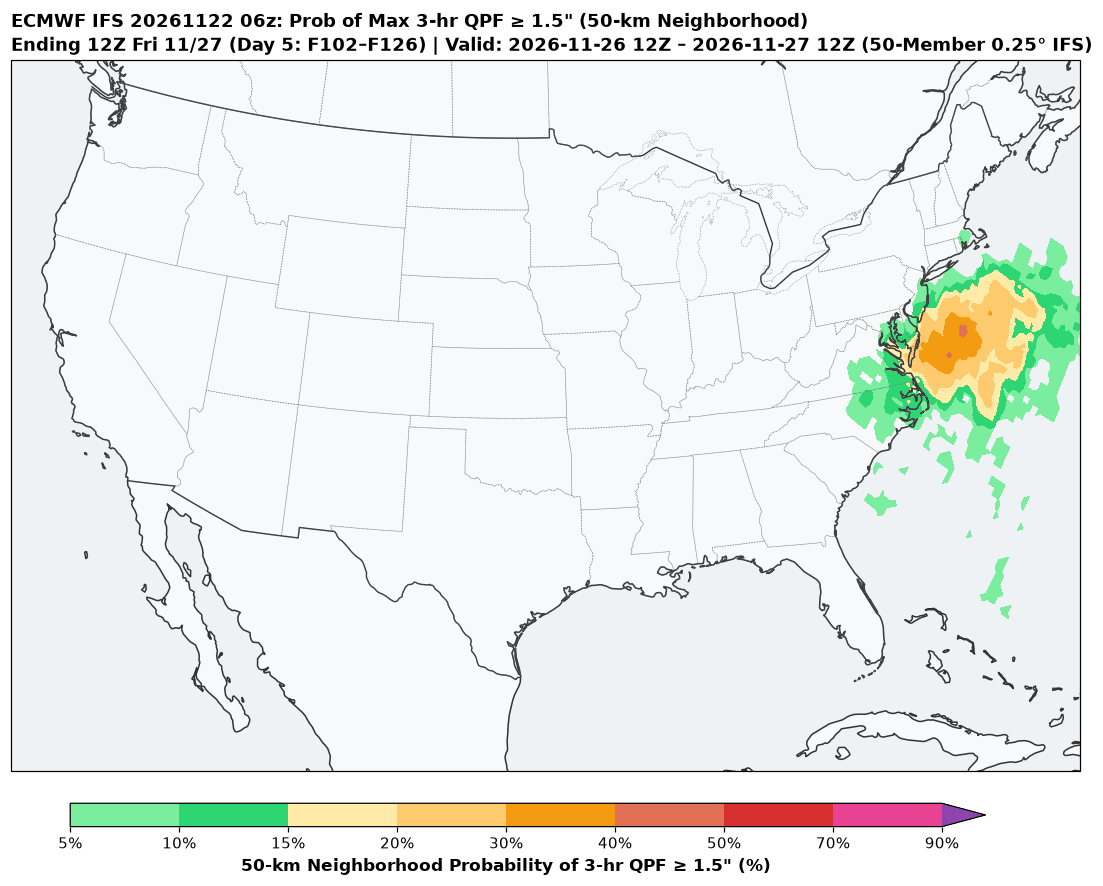 ECMWF IFS 20261122 06z: Prob of Max 3-hr QPF ≥ 1.5" (50-km Neighborhood)
Ending 12Z Fri 11/27 (Day 5: F102–F126) | Valid: 2026-11-26 12Z – 2026-11-27 12Z (50-Member 0.25° IFS)
5% 10% 15% 20% 30% 40% 50% 70% 90%
50-km Neighborhood Probability of 3-hr QPF ≥ 1.5" (%)